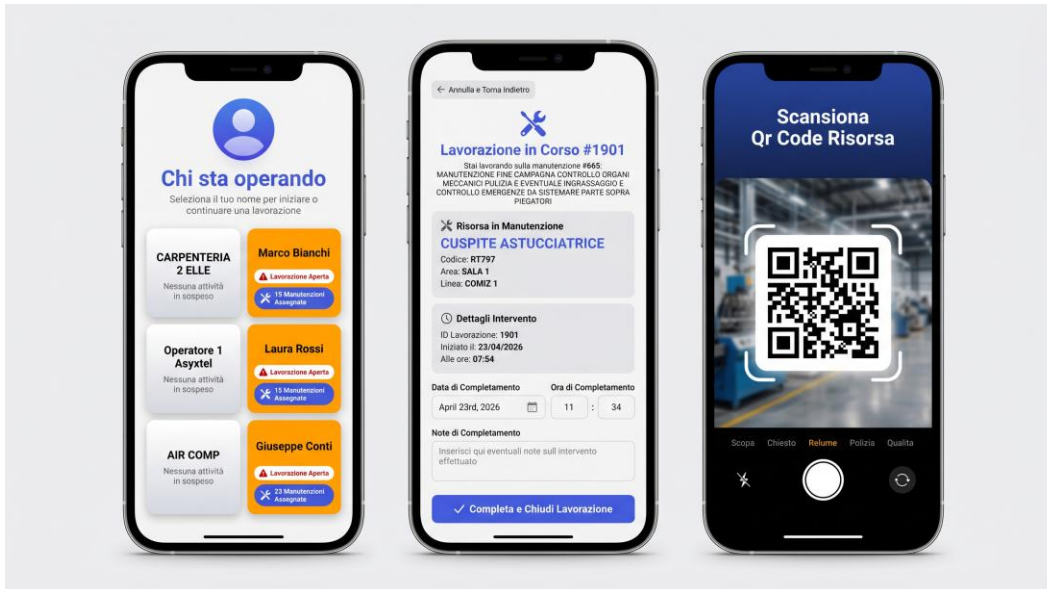 Chi sta operando
Seleziona il tuo nome per iniziare o
continuare una lavorazione
CARPENTERIA
2 ELLE
Nessuna attività
in sospeso
Marco Bianchi
Lavorazione Aperta
15 Manutenzioni
Assegnate
Operatore 1
Asyxtel
Nessuna attività
in sospeso
Laura Rossi
Lavorazione Aperta
15 Manutenzioni
Assegnate
AIR COMP
Nessuna attività
in sospeso
Giuseppe Conti
Lavorazione Aperta
23 Manutenzioni
Assegnate
← Annulla e Torna Indietro
Lavorazione in Corso #1901
Stai lavorando sulla manutenzione #665:
MANUTENZIONE FINE CAMPAGNA CONTROLLO ORGANI
MECCANICI PULIZIA E EVENTUALE INGRASSAGGIO E
CONTROLLO EMERGENZE DA SISTEMARE PARTE SOPRA
PIEGATORI
Risorsa in Manutenzione
CUSPITE ASTUCCIATRICE
Codice: RT797
Area: SALA 1
Linea: COMIZ 1
Dettagli Intervento
ID Lavorazione: 1901
Iniziato il: 23/04/2026
Alle ore: 07:54
Data di Completamento
Ora di Completamento
April 23rd, 2026
11 : 34
Note di Completamento
Inserisci qui eventuali note sull intervento
effettuato
✓ Completa e Chiudi Lavorazione
Scansiona
Qr Code Risorsa
Scopa Chiesto Relume Polizia Qualita